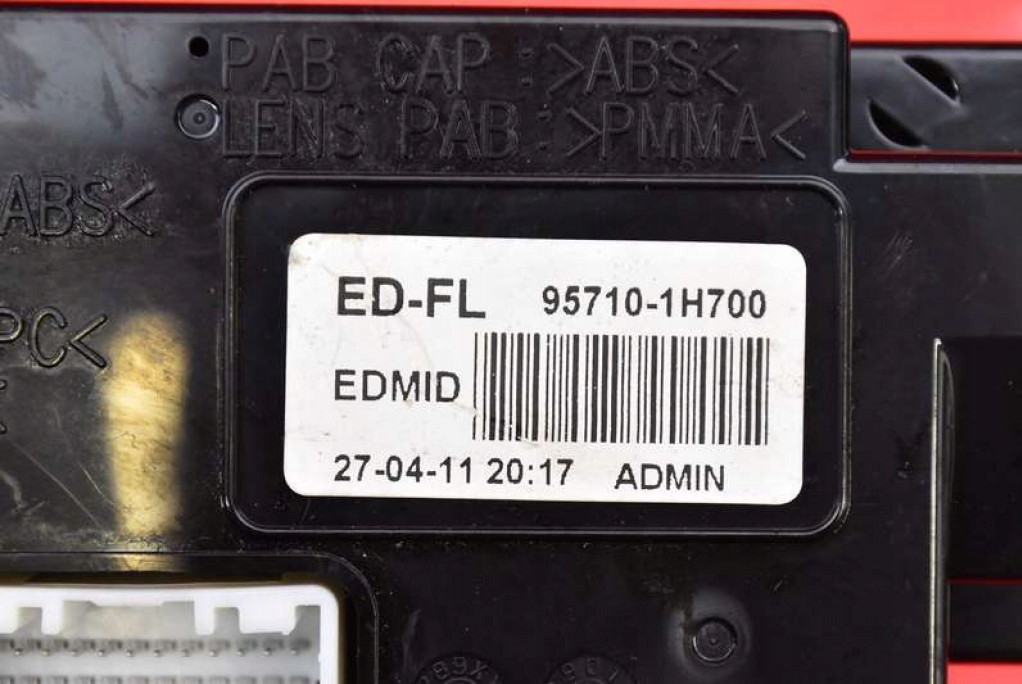 PAB CAP : >ABS<
LENS PAB : >PMMA<
ABS<
ED-FL 95710-1H700
PC<
EDMID
27-04-11 20:17 ADMIN